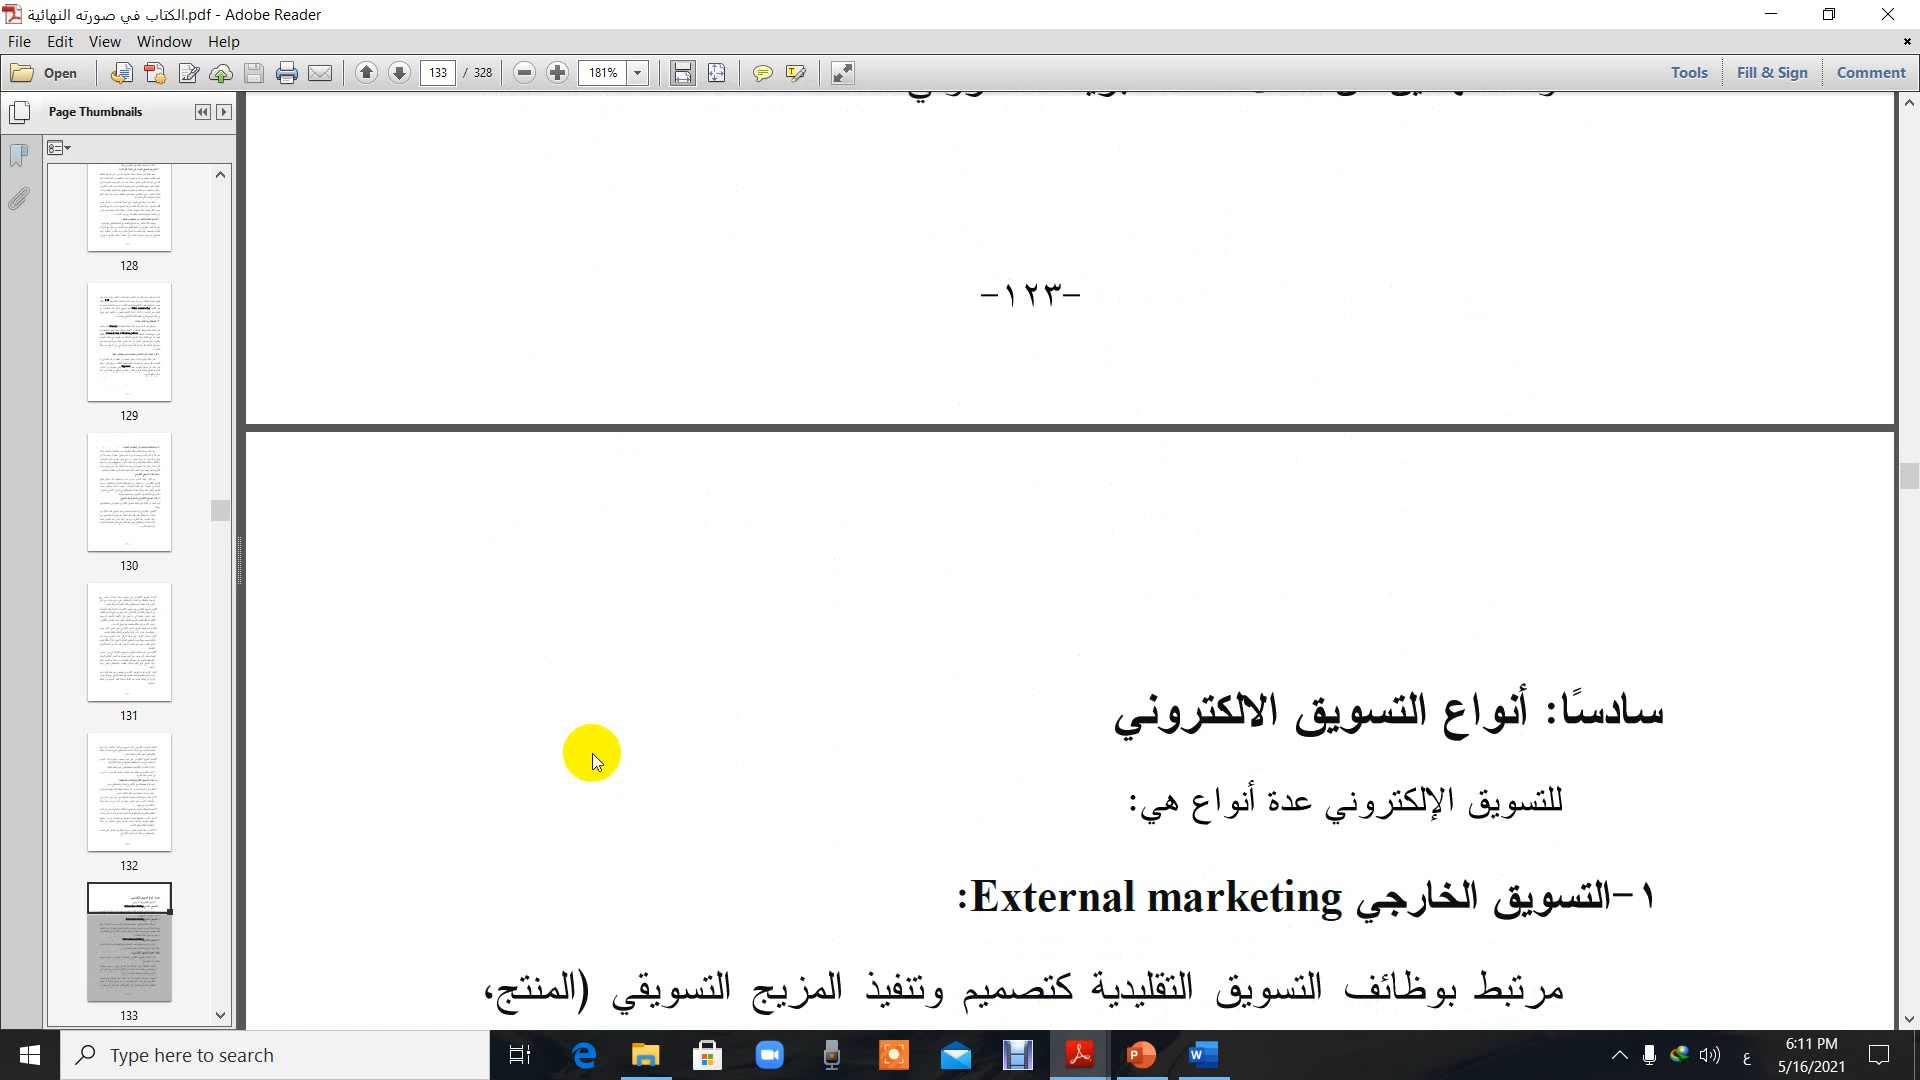 الكتاب في صورته النهائية.pdf - Adobe Reader
File Edit View Window Help
Open 133 / 328 181% Tools Fill & Sign Comment
Page Thumbnails
128
129
130
131
132
133
-١٢٣-
سادسًا: أنواع التسويق الالكتروني
للتسويق الإلكتروني عدة أنواع هي:
١-التسويق الخارجي External marketing:
مرتبط بوظائف التسويق التقليدية كتصميم وتنفيذ المزيج التسويقي (المنتج،
Type here to search
ع
6:11 PM
5/16/2021